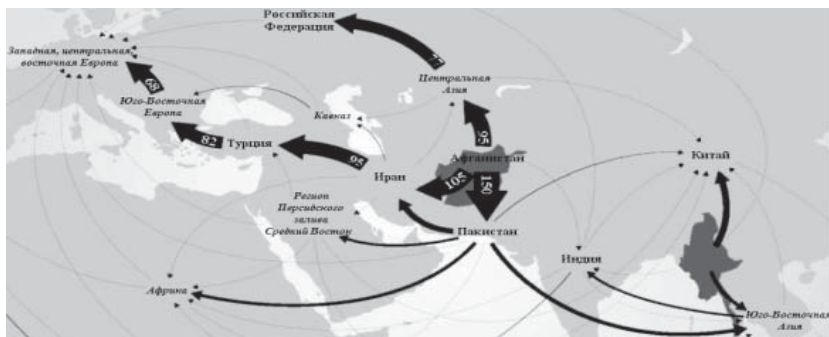 Российская
Федерация
77
Западная, центральная,
восточная Европа
68
Центральная
Азия
Юго-Восточная
Европа
Кавказ
82
Турция
95
95
Афганистан
Китай
Иран
105
150
Регион
Персидского
залива
Средний Восток
Пакистан
Индия
Африка
Юго-Восточная
Азия